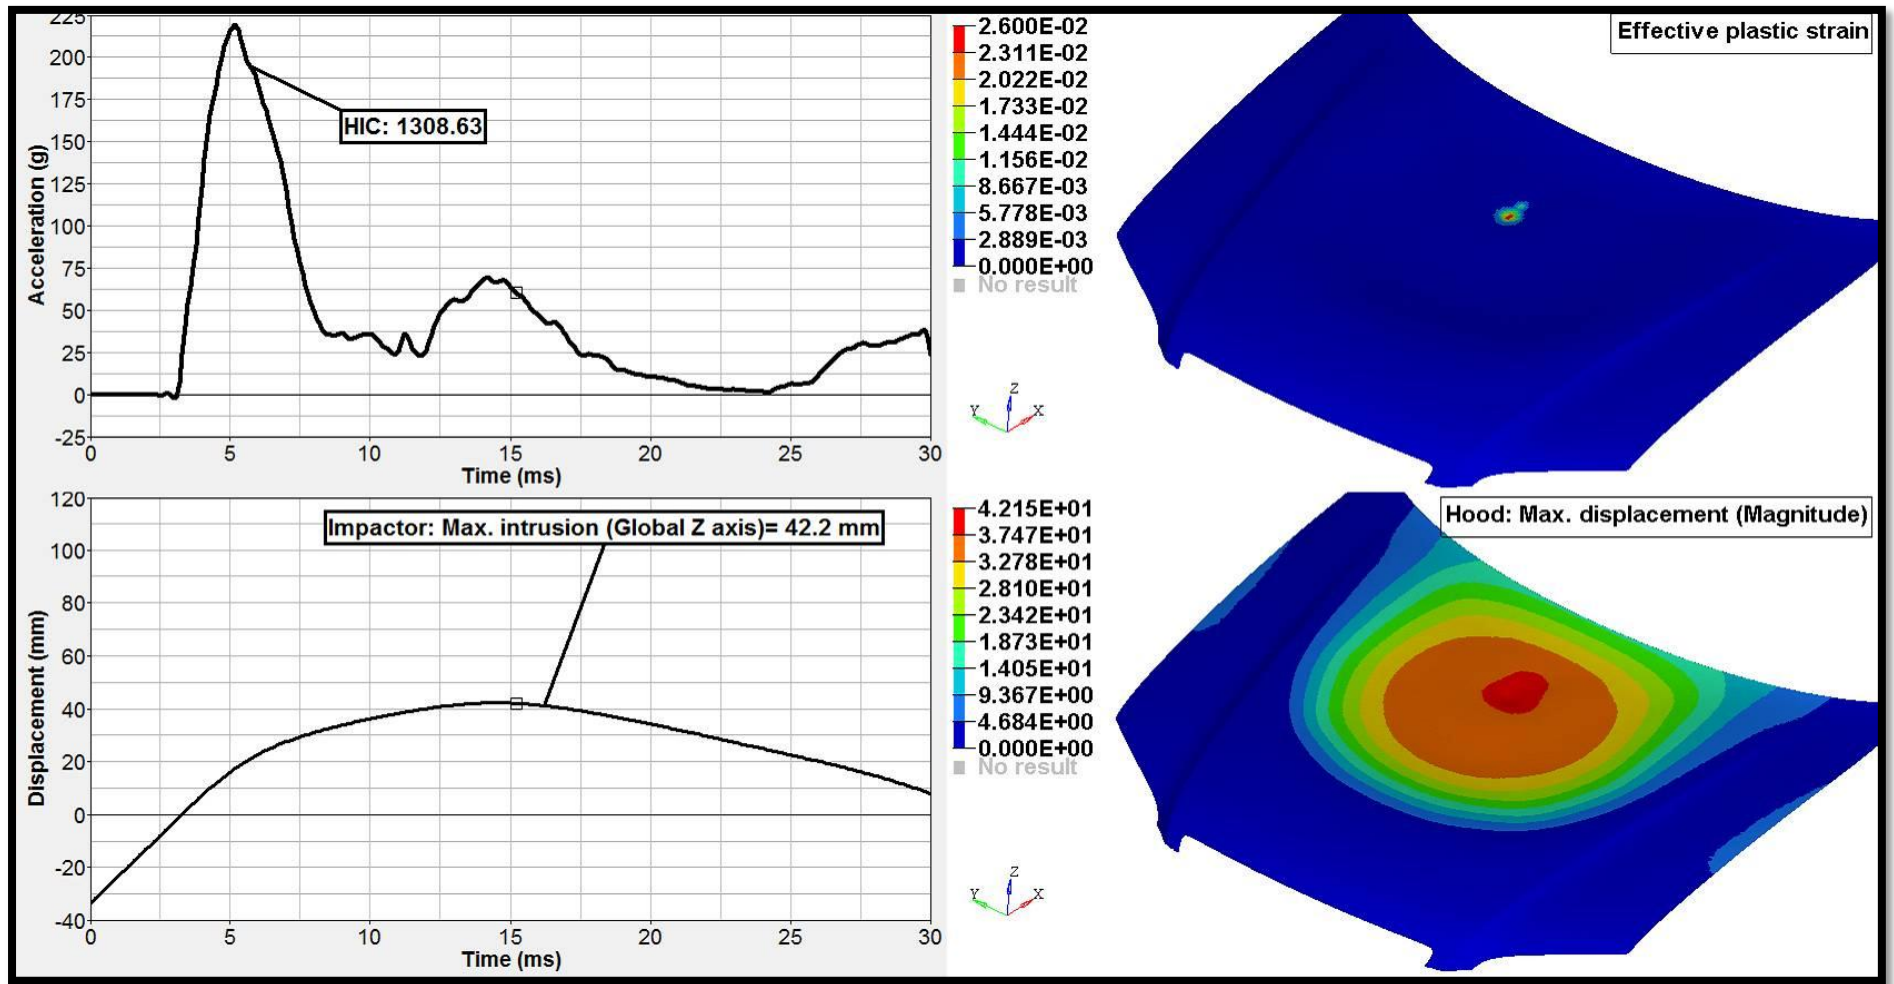 225
200
175
150
125
100
75
50
25
0
-25
Acceleration (g)
HIC: 1308.63
0 5 10 15 20 25 30
Time (ms)
2.600E-02
2.311E-02
2.022E-02
1.733E-02
1.444E-02
1.156E-02
8.667E-03
5.778E-03
2.889E-03
0.000E+00
No result
Effective plastic strain
Z
Y
X
120
100
80
60
40
20
0
-20
-40
Displacement (mm)
Impactor: Max. intrusion (Global Z axis)= 42.2 mm
0 5 10 15 20 25 30
Time (ms)
4.215E+01
3.747E+01
3.278E+01
2.810E+01
2.342E+01
1.873E+01
1.405E+01
9.367E+00
4.684E+00
0.000E+00
No result
Hood: Max. displacement (Magnitude)
Z
Y
X